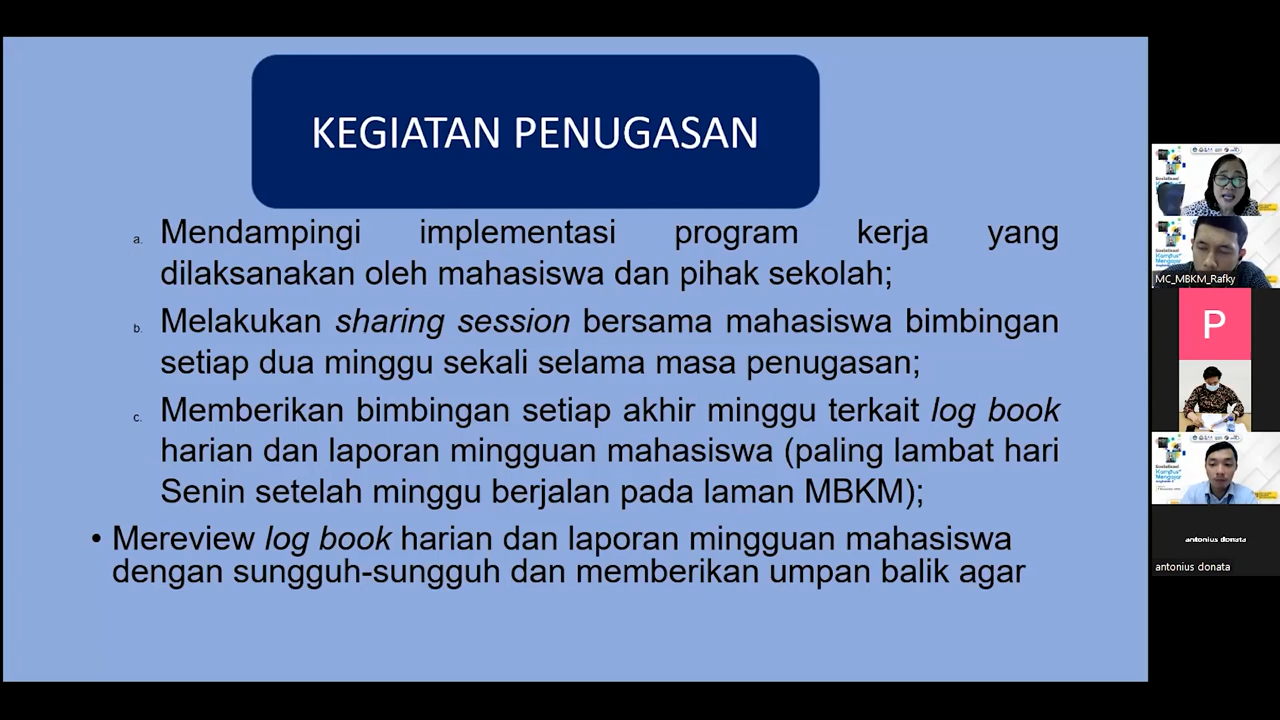 KEGIATAN PENUGASAN
a. Mendampingi implementasi program kerja yang
dilaksanakan oleh mahasiswa dan pihak sekolah;
b. Melakukan sharing session bersama mahasiswa bimbingan
setiap dua minggu sekali selama masa penugasan;
c. Memberikan bimbingan setiap akhir minggu terkait log book
harian dan laporan mingguan mahasiswa (paling lambat hari
Senin setelah minggu berjalan pada laman MBKM);
• Mereview log book harian dan laporan mingguan mahasiswa
dengan sungguh-sungguh dan memberikan umpan balik agar
MC_MBKM_Rafky
P
Sosialisasi
Kampus
Mengajar
antonius donata
antonius donata